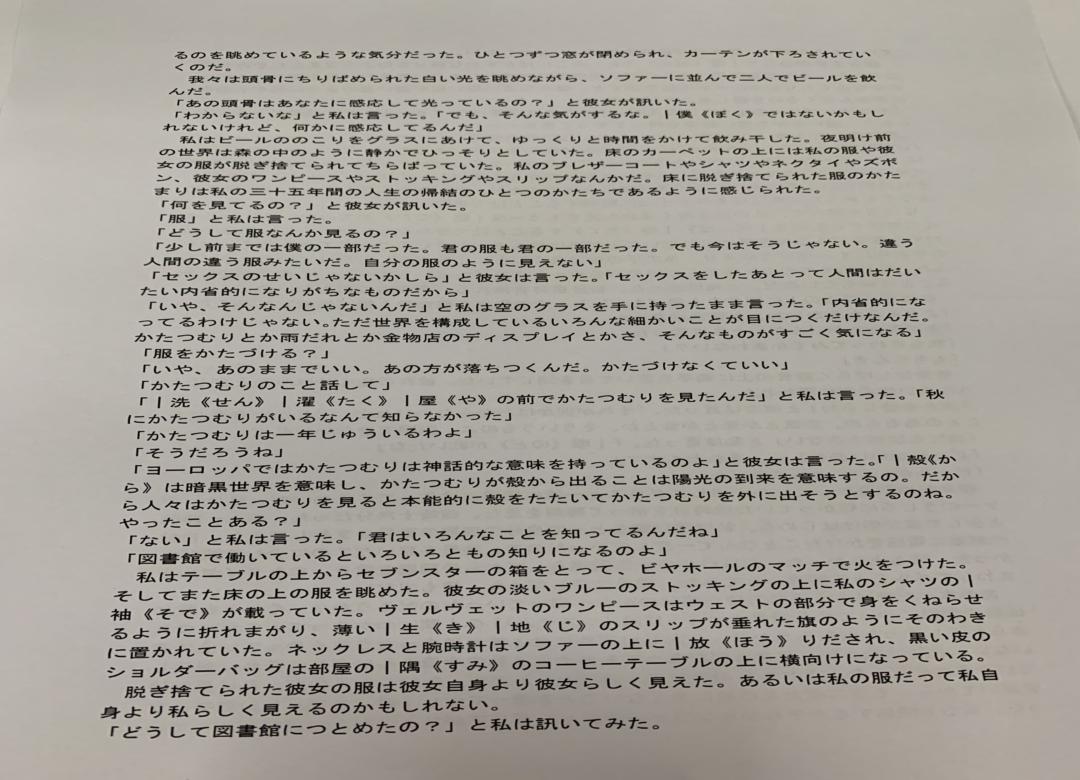 るのを眺めているような気分だった。ひとつずつ窓が閉められ、カーテンが下ろされてい
くのだ。
我々は頭骨にちりばめられた白い光を眺めながら、ソファーに並んで二人でビールを飲
んだ。
「あの頭骨はあなたに感応して光っているの?」と彼女が訊いた。
「わからないな」と私は言った。「でも、そんな気がするな。|僕《ぼく》ではないかもし
れないけれど、何かに感応してるんだ」
私はビールののこりをグラスにあけて、ゆっくりと時間をかけて飲み干した。夜明け前
の世界は森の中のように静かでひっそりとしていた。床のカーペットの上には私の服や彼
女の服が脱ぎ捨てられてちらばっていた。私のブレザーコートやシャツやネクタイやズボ
ン、彼女のワンピースやストッキングやスリップなんかだ。床に脱ぎ捨てられた服のかた
まりは私の三十五年間の人生の帰結のひとつのかたちであるように感じられた。
「何を見てるの?」と彼女が訊いた。
「服」と私は言った。
「どうして服なんか見るの?」
「少し前までは僕の一部だった。君の服も君の一部だった。でも今はそうじゃない。違う
人間の違う服みたいだ。自分の服のように見えない」
「セックスのせいじゃないかしら」と彼女は言った。「セックスをしたあとって人間はだい
たい内省的になりがちなものだから」
「いや、そんなんじゃないんだ」と私は空のグラスを手に持ったまま言った。「内省的にな
ってるわけじゃない。ただ世界を構成しているいろんな細かいことが目につくだけなんだ。
かたつむりとか雨だれとか金物店のディスプレイとかさ、そんなものがすごく気になる」
「服をかたづける?」
「いや、あのままでいい。あの方が落ちつくんだ。かたづけなくていい」
「かたつむりのこと話して」
「|洗《せん》|濯《たく》|屋《や》の前でかたつむりを見たんだ」と私は言った。「秋
にかたつむりがいるなんて知らなかった」
「かたつむりは一年じゅういるわよ」
「そうだろうね」
「ヨーロッパではかたつむりは神話的な意味を持っているのよ」と彼女は言った。「|殻《か
ら》は暗黒世界を意味し、かたつむりが殻から出ることは陽光の到来を意味するの。だか
ら人々はかたつむりを見ると本能的に殻をたたいてかたつむりを外に出そうとするのね。
やったことある?」
「ない」と私は言った。「君はいろんなことを知ってるんだね」
「図書館で働いているといろいろともの知りになるのよ」
私はテーブルの上からセブンスターの箱をとって、ビヤホールのマッチで火をつけた。
そしてまた床の上の服を眺めた。彼女の淡いブルーのストッキングの上に私のシャツの|
袖《そで》が載っていた。ヴェルヴェットのワンピースはウェストの部分で身をくねらせ
るように折れまがり、薄い|生《き》|地《じ》のスリップが垂れた旗のようにそのわき
に置かれていた。ネックレスと腕時計はソファーの上に|放《ほう》りだされ、黒い皮の
ショルダーバッグは部屋の|隅《すみ》のコーヒーテーブルの上に横向けになっている。
脱ぎ捨てられた彼女の服は彼女自身より彼女らしく見えた。あるいは私の服だって私自
身より私らしく見えるのかもしれない。
「どうして図書館につとめたの?」と私は訊いてみた。